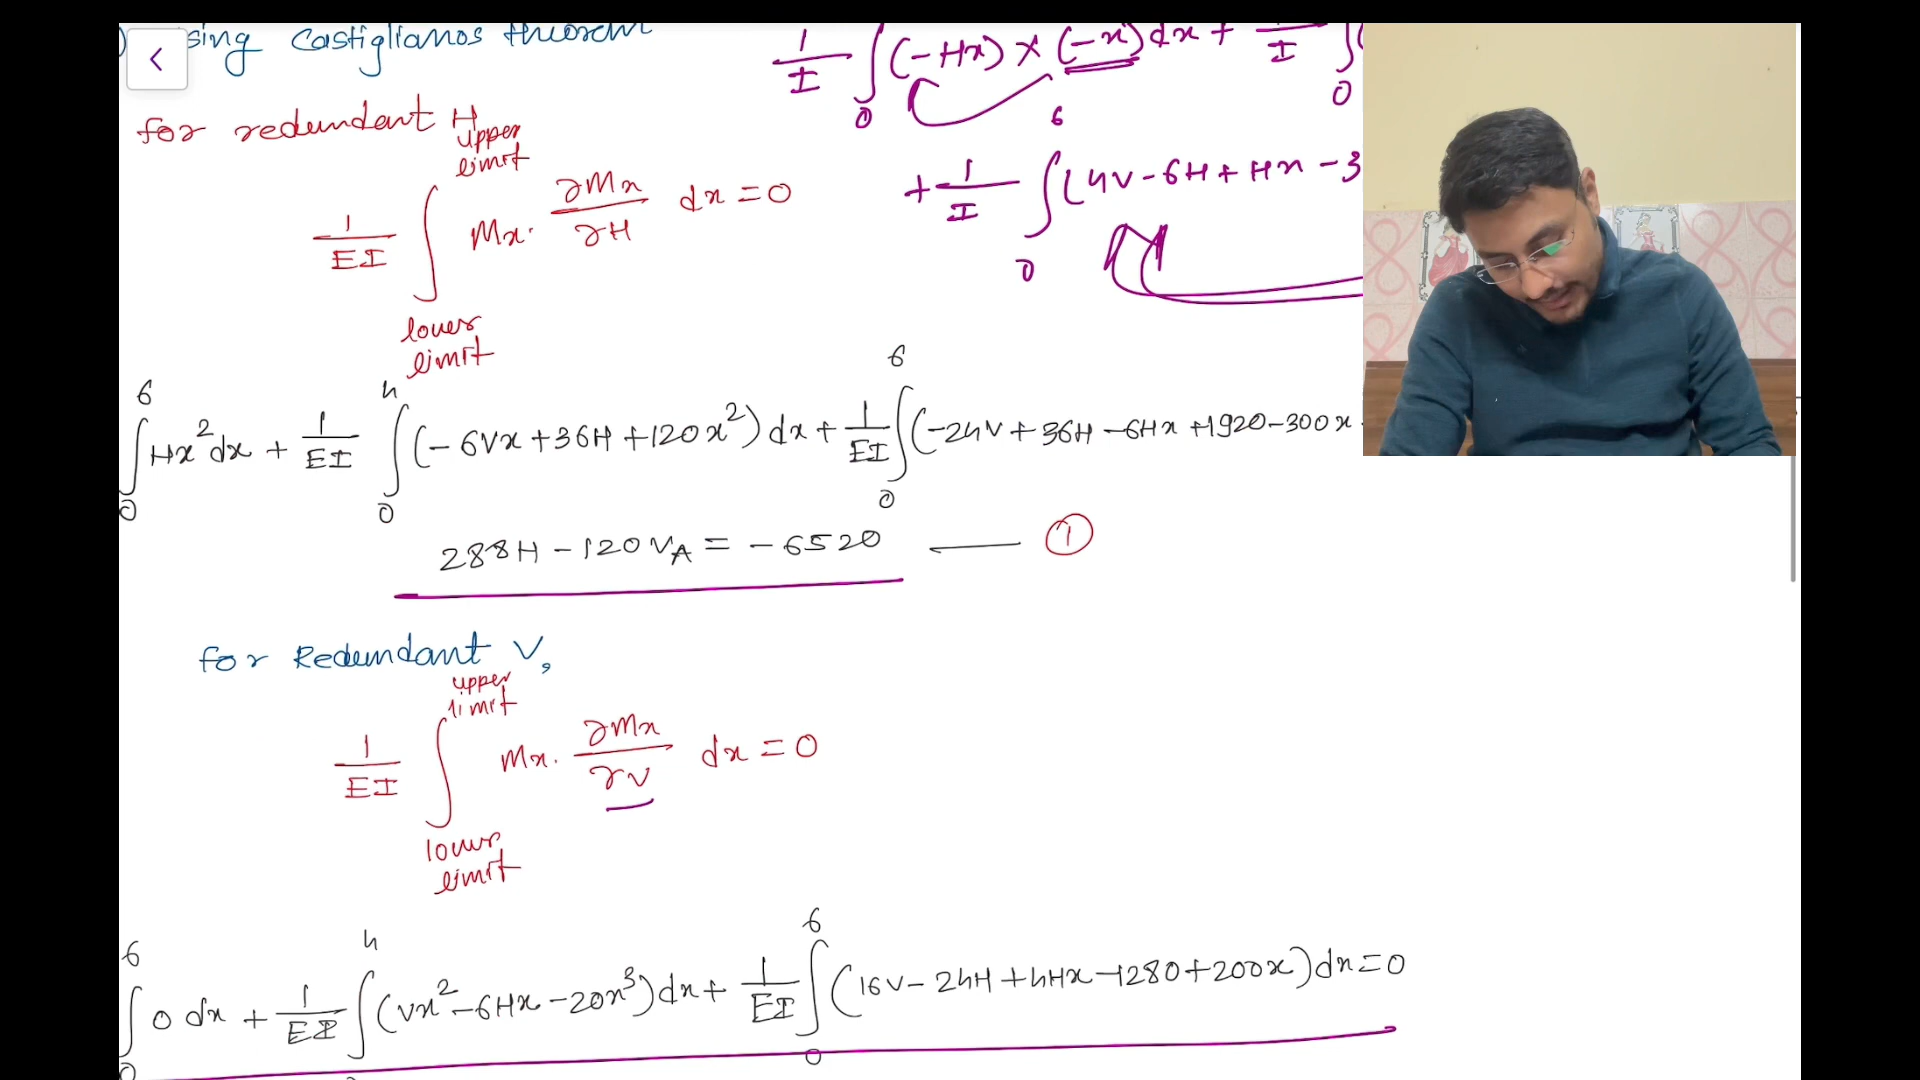 sing Castiglianos theorem
for redundant H
upper limit
1/EI ∫ Mx. ∂Mx/∂H dx = 0
lower limit
1/I ∫₀ (-Hx) × (-x) dx + 1/I ∫₀
+ 1/I ∫₀⁶ (4V - 6H + Hx - 3
∫₀⁶ Hx² dx + 1/EI ∫₀⁴ (-6Vx + 36H + 120x²) dx + 1/EI ∫₀⁶ (-24V + 36H - 6Hx + 1920 - 300x
288H - 120V_A = -6520 —— ①
for Redundant V,
upper limit
1/EI ∫ Mx. ∂Mx/∂V dx = 0
lower limit
∫₀⁶ 0 dx + 1/EI ∫⁴ (Vx² - 6Hx - 20x³) dx + 1/EI ∫₀⁶ (16V - 24H + 4Hx - 1280 + 200x) dx = 0